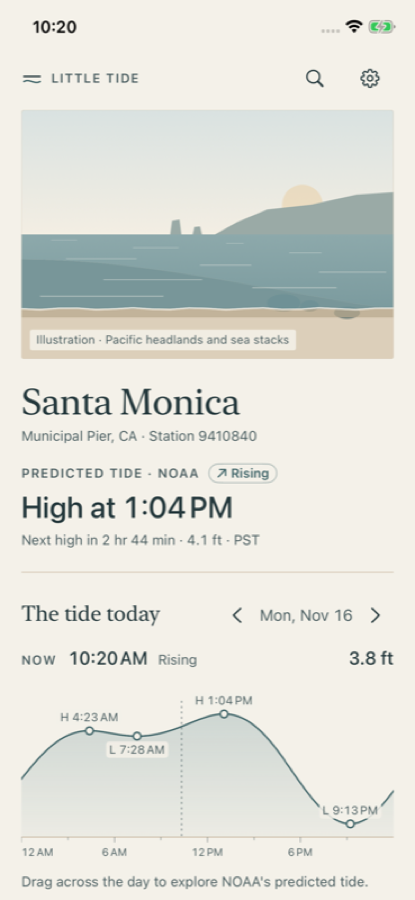 10:20
LITTLE TIDE
Illustration · Pacific headlands and sea stacks
Santa Monica
Municipal Pier, CA · Station 9410840
PREDICTED TIDE · NOAA ↗ Rising
High at 1:04 PM
Next high in 2 hr 44 min · 4.1 ft · PST
The tide today
Mon, Nov 16
NOW 10:20 AM Rising 3.8 ft
H 1:04 PM
H 4:23 AM
L 7:28 AM
L 9:13 PM
12 AM 6 AM 12 PM 6 PM
Drag across the day to explore NOAA's predicted tide.